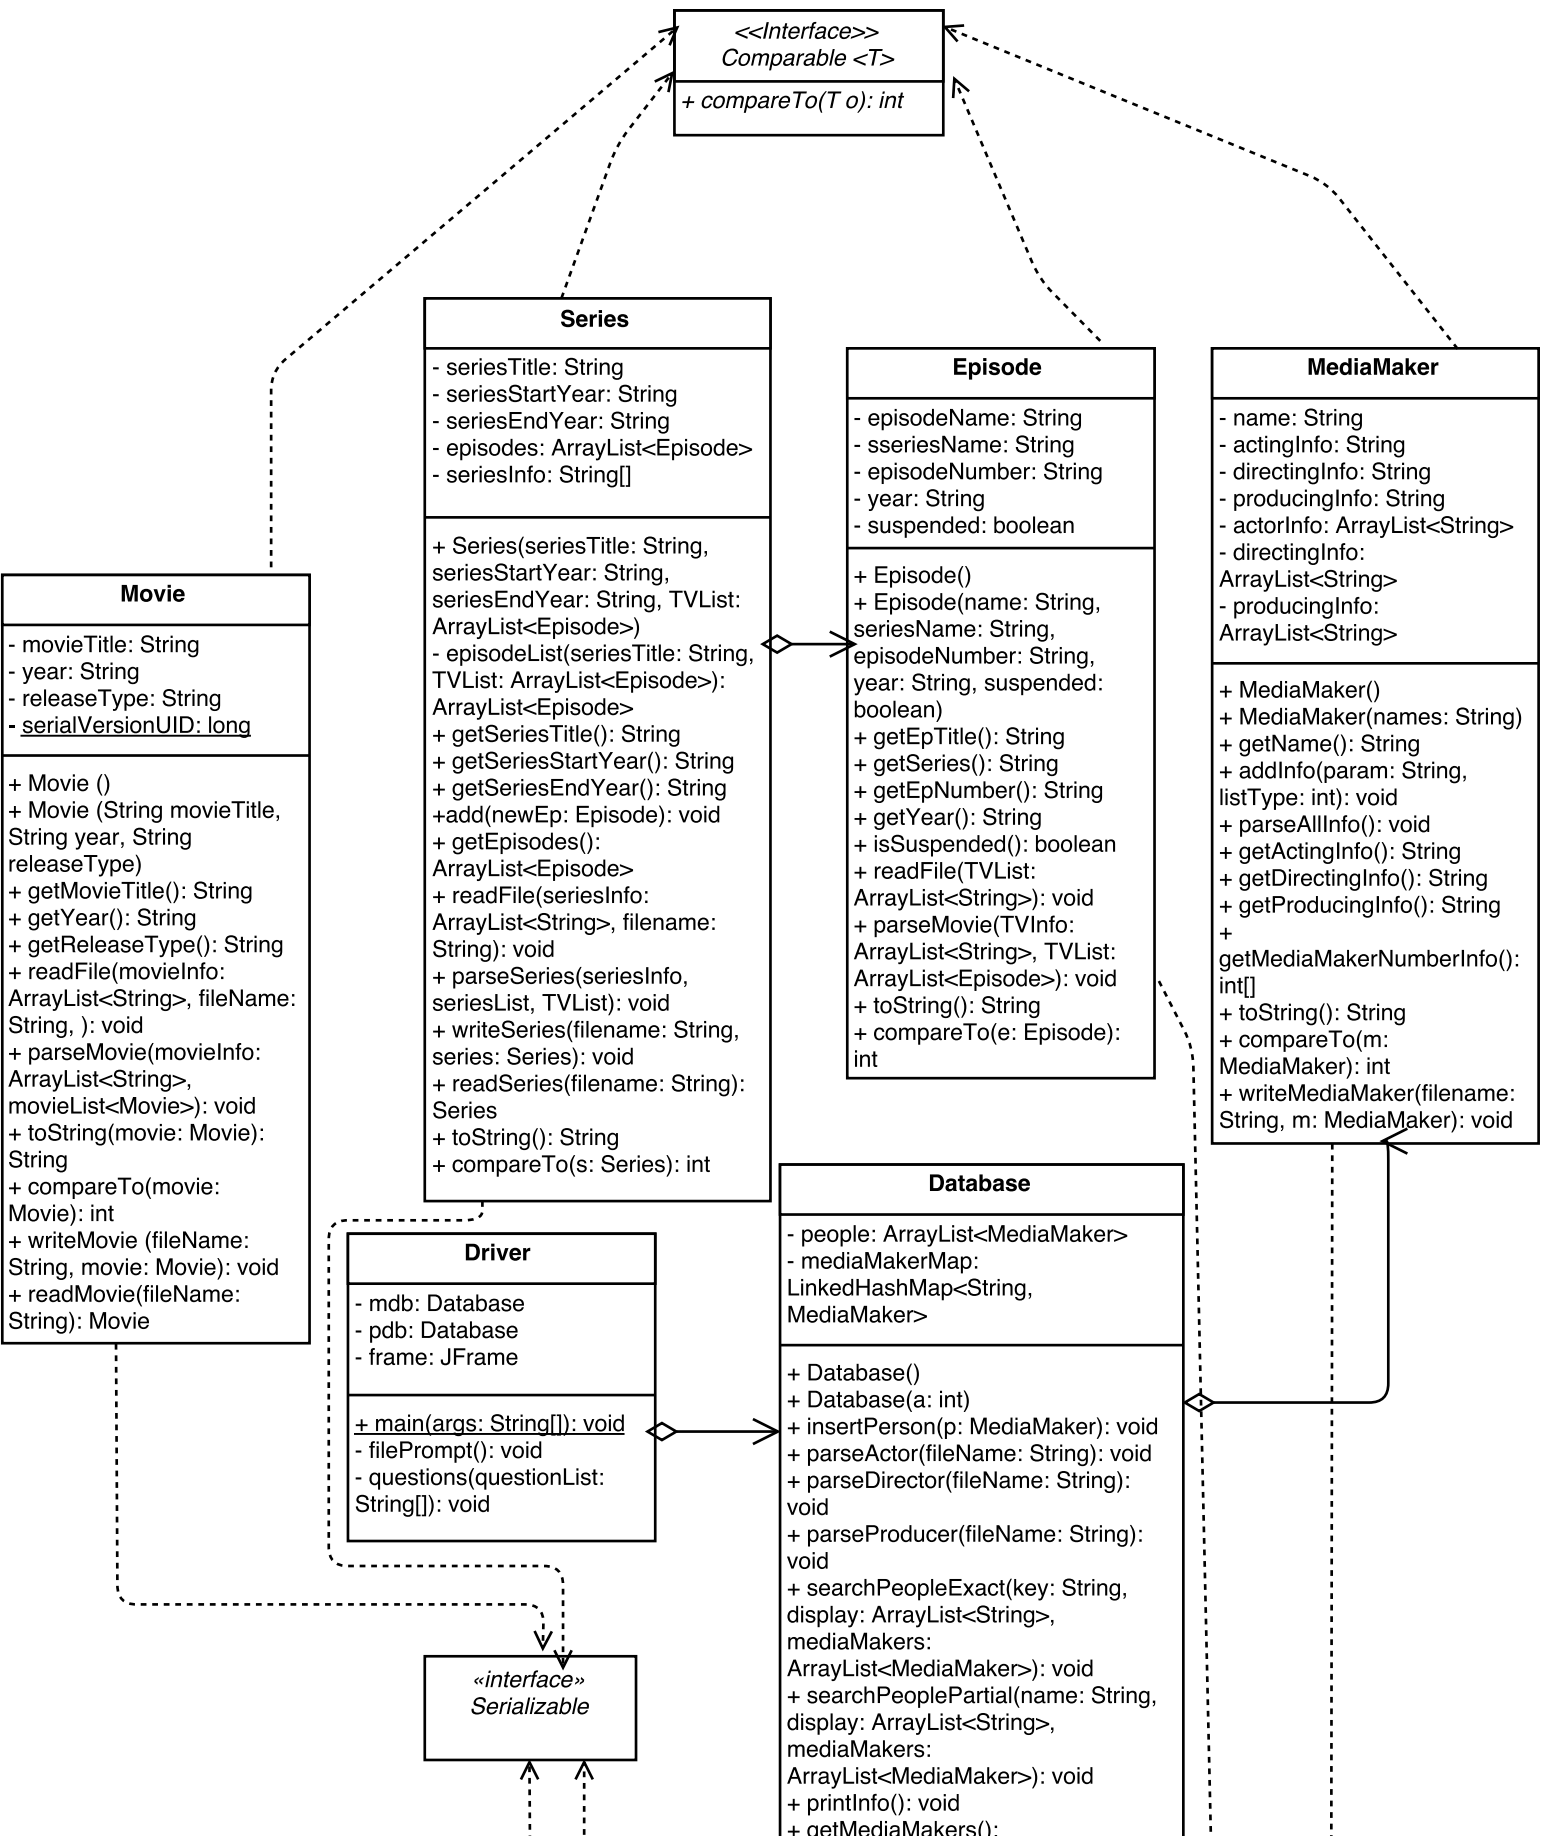 <<Interface>>
Comparable <T>
+ compareTo(T o): int
Series
- seriesTitle: String
- seriesStartYear: String
- seriesEndYear: String
- episodes: ArrayList<Episode>
- seriesInfo: String[]
+ Series(seriesTitle: String,
seriesStartYear: String,
seriesEndYear: String, TVList:
ArrayList<Episode>)
- episodeList(seriesTitle: String,
TVList: ArrayList<Episode>):
ArrayList<Episode>
+ getSeriesTitle(): String
+ getSeriesStartYear(): String
+ getSeriesEndYear(): String
+add(newEp: Episode): void
+ getEpisodes():
ArrayList<Episode>
+ readFile(seriesInfo:
ArrayList<String>, filename:
String): void
+ parseSeries(seriesInfo,
seriesList, TVList): void
+ writeSeries(filename: String,
series: Series): void
+ readSeries(filename: String):
Series
+ toString(): String
+ compareTo(s: Series): int
Episode
- episodeName: String
- sseriesName: String
- episodeNumber: String
- year: String
- suspended: boolean
+ Episode()
+ Episode(name: String,
seriesName: String,
episodeNumber: String,
year: String, suspended:
boolean)
+ getEpTitle(): String
+ getSeries(): String
+ getEpNumber(): String
+ getYear(): String
+ isSuspended(): boolean
+ readFile(TVList:
ArrayList<String>): void
+ parseMovie(TVInfo:
ArrayList<String>, TVList:
ArrayList<Episode>): void
+ toString(): String
+ compareTo(e: Episode):
int
MediaMaker
- name: String
- actingInfo: String
- directingInfo: String
- producingInfo: String
- actorInfo: ArrayList<String>
- directingInfo:
ArrayList<String>
- producingInfo:
ArrayList<String>
+ MediaMaker()
+ MediaMaker(names: String)
+ getName(): String
+ addInfo(param: String,
listType: int): void
+ parseAllInfo(): void
+ getActingInfo(): String
+ getDirectingInfo(): String
+ getProducingInfo(): String
+
getMediaMakerNumberInfo():
int[]
+ toString(): String
+ compareTo(m:
MediaMaker): int
+ writeMediaMaker(filename:
String, m: MediaMaker): void
Movie
- movieTitle: String
- year: String
- releaseType: String
- serialVersionUID: long
+ Movie ()
+ Movie (String movieTitle,
String year, String
releaseType)
+ getMovieTitle(): String
+ getYear(): String
+ getReleaseType(): String
+ readFile(movieInfo:
ArrayList<String>, fileName:
String, ): void
+ parseMovie(movieInfo:
ArrayList<String>,
movieList<Movie>): void
+ toString(movie: Movie):
String
+ compareTo(movie:
Movie): int
+ writeMovie (fileName:
String, movie: Movie): void
+ readMovie(fileName:
String): Movie
Driver
- mdb: Database
- pdb: Database
- frame: JFrame
+ main(args: String[]): void
- filePrompt(): void
- questions(questionList:
String[]): void
Database
- people: ArrayList<MediaMaker>
- mediaMakerMap:
LinkedHashMap<String,
MediaMaker>
+ Database()
+ Database(a: int)
+ insertPerson(p: MediaMaker): void
+ parseActor(fileName: String): void
+ parseDirector(fileName: String):
void
+ parseProducer(fileName: String):
void
+ searchPeopleExact(key: String,
display: ArrayList<String>,
mediaMakers:
ArrayList<MediaMaker>): void
+ searchPeoplePartial(name: String,
display: ArrayList<String>,
mediaMakers:
ArrayList<MediaMaker>): void
+ printInfo(): void
+ getMediaMakers():
«interface»
Serializable